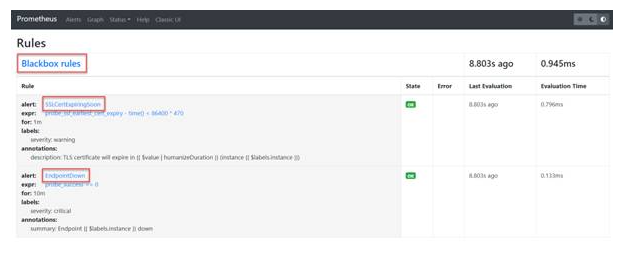 Prometheus Alerts Graph Status Help Classic UI
Rules
Blackbox rules 8.803s ago 0.945ms
Rule State Error Last Evaluation Evaluation Time
alert: SSLCertExpiringSoon OK 8.803s ago 0.796ms
expr: probe_ssl_earliest_cert_expiry - time() < 86400 * 470
for: 1m
labels:
severity: warning
annotations:
description: TLS certificate will expire in {{ $value | humanizeDuration }} (instance {{ $labels.instance }})
alert: EndpointDown OK 8.803s ago 0.133ms
expr: probe_success == 0
for: 10m
labels:
severity: critical
annotations:
summary: Endpoint {{ $labels.instance }} down